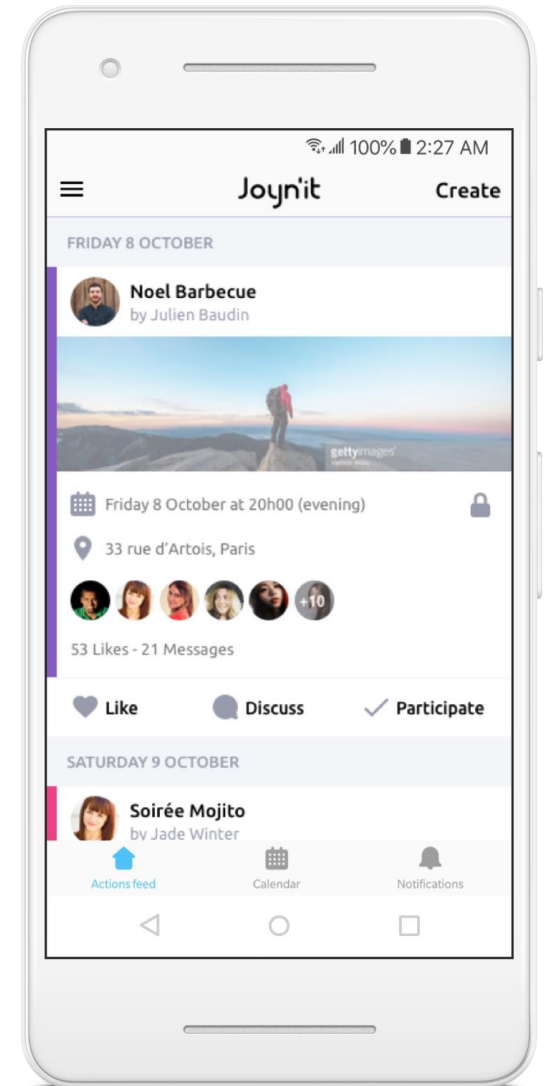 100% 2:27 AM
Joyn'it
Create
FRIDAY 8 OCTOBER
Noel Barbecue
by Julien Baudin
gettyimages
Friday 8 October at 20h00 (evening)
33 rue d'Artois, Paris
+10
53 Likes - 21 Messages
Like
Discuss
Participate
SATURDAY 9 OCTOBER
Soirée Mojito
by Jade Winter
Actions feed
Calendar
Notifications